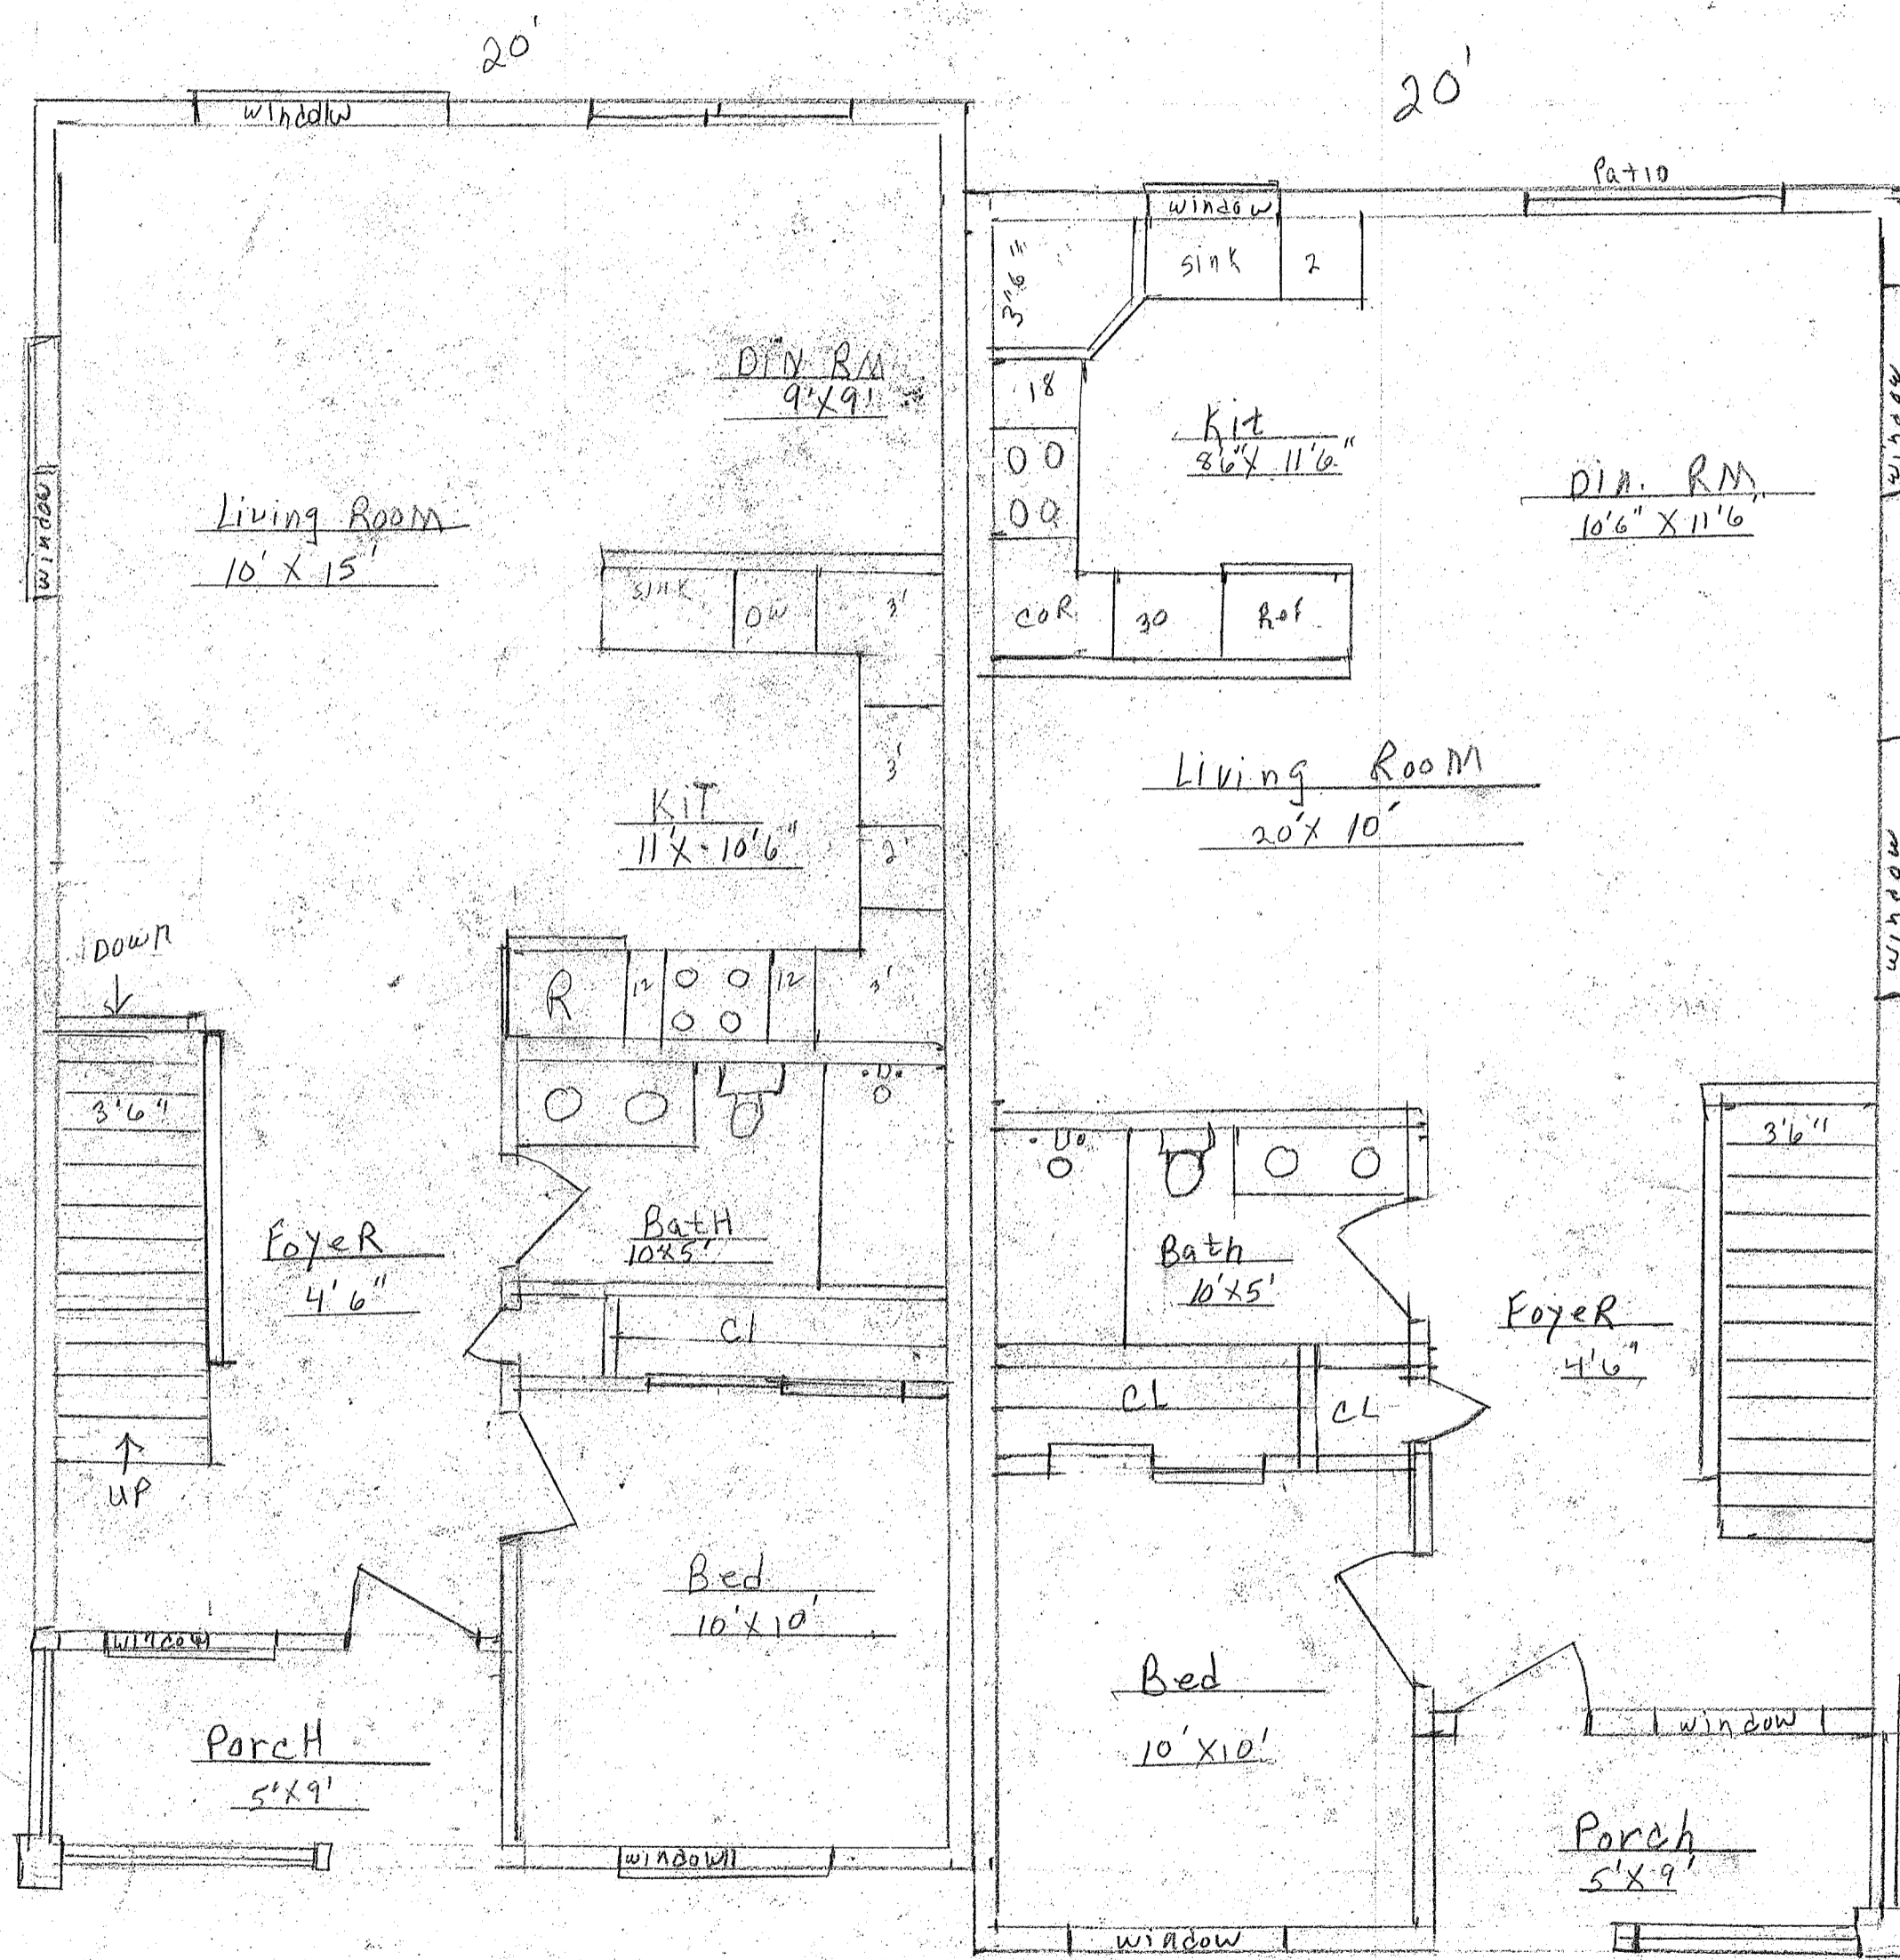 20'
20'
window
Patio
window
3'6"
sink
2
DIN RM
9'X9'
18
Kit
8'6"X 11'6"
window
Din. RM.
10'6" X 11'6
Living RooM
10' X 15'
window
sink
DW
3'
COR
30
Ref
3'
Living RooM
20'X 10'
KiT
11'X 10'6"
2'
window
DOWN
R
12
12
3'
3'6"
3'6"
BatH
10X5'
Bath
10'X5'
FoyeR
4'6"
FoyeR
4'6"
Cl
CL
CL
UP
Bed
10'X10'
window
Bed
10'X10'
window
PorcH
5'X9'
Porch
5'X9'
window
window